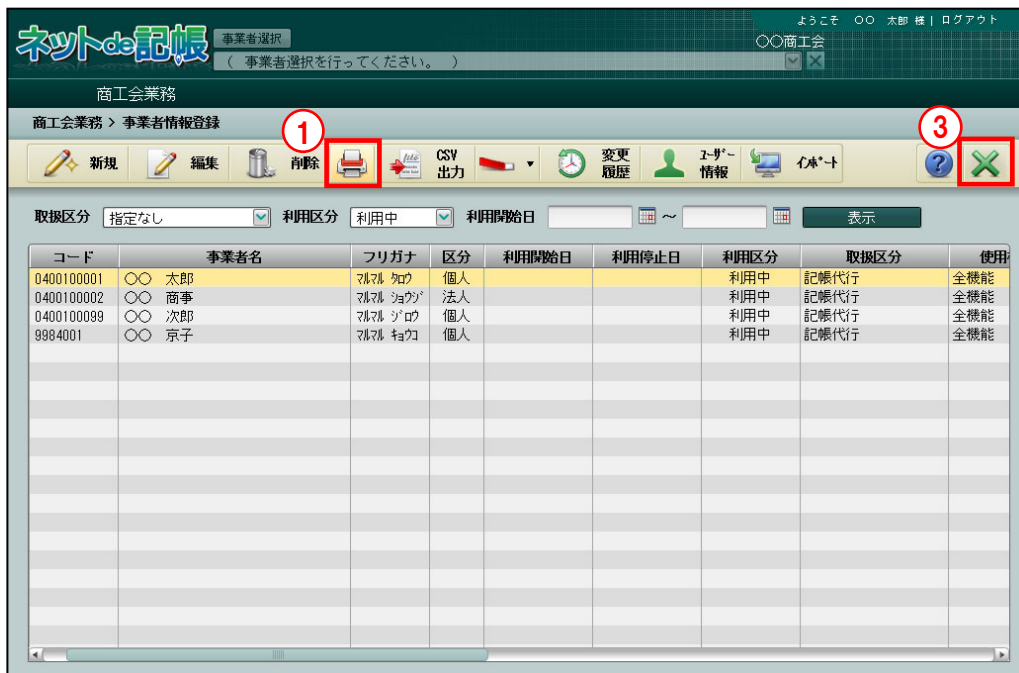 ようこそ ○○ 太郎 様 | ログアウト
ネットde記帳
事業者選択
( 事業者選択を行ってください。 )
○○商工会
商工会業務
商工会業務 > 事業者情報登録
1
3
新規 編集 削除 CSV出力 変更履歴 ユーザー情報 インポート ?
取扱区分 指定なし 利用区分 利用中 利用開始日 ～ 表示
コード 事業者名 フリガナ 区分 利用開始日 利用停止日 利用区分 取扱区分 使用
0400100001 ○○ 太郎 マルマル タロウ 個人 利用中 記帳代行 全機能
0400100002 ○○ 商事 マルマル ショウジ 法人 利用中 記帳代行 全機能
0400100099 ○○ 次郎 マルマル ジロウ 個人 利用中 記帳代行 全機能
9984001 ○○ 京子 マルマル キョウコ 個人 利用中 記帳代行 全機能